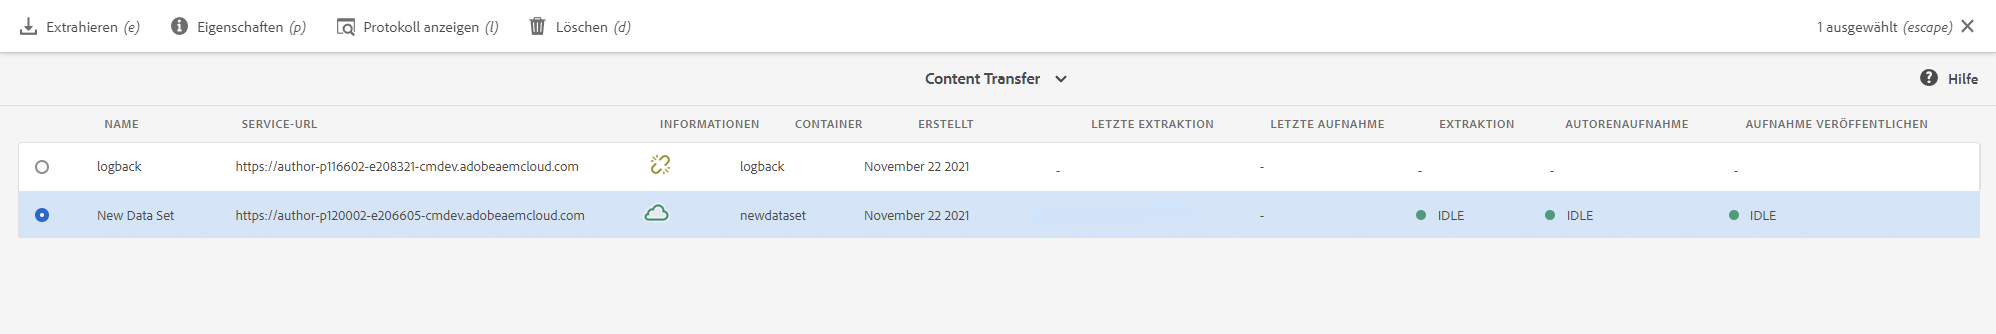 Extrahieren (e) Eigenschaften (p) Protokoll anzeigen (l) Löschen (d) 1 ausgewählt (escape)
Content Transfer Hilfe
NAME SERVICE-URL INFORMATIONEN CONTAINER ERSTELLT LETZTE EXTRAKTION LETZTE AUFNAHME EXTRAKTION AUTORENAUFNAHME AUFNAHME VERÖFFENTLICHEN
logback https://author-p116602-e208321-cmdev.adobeaemcloud.com logback November 22 2021 - - - - -
New Data Set https://author-p120002-e206605-cmdev.adobeaemcloud.com newdataset November 22 2021 - IDLE IDLE IDLE